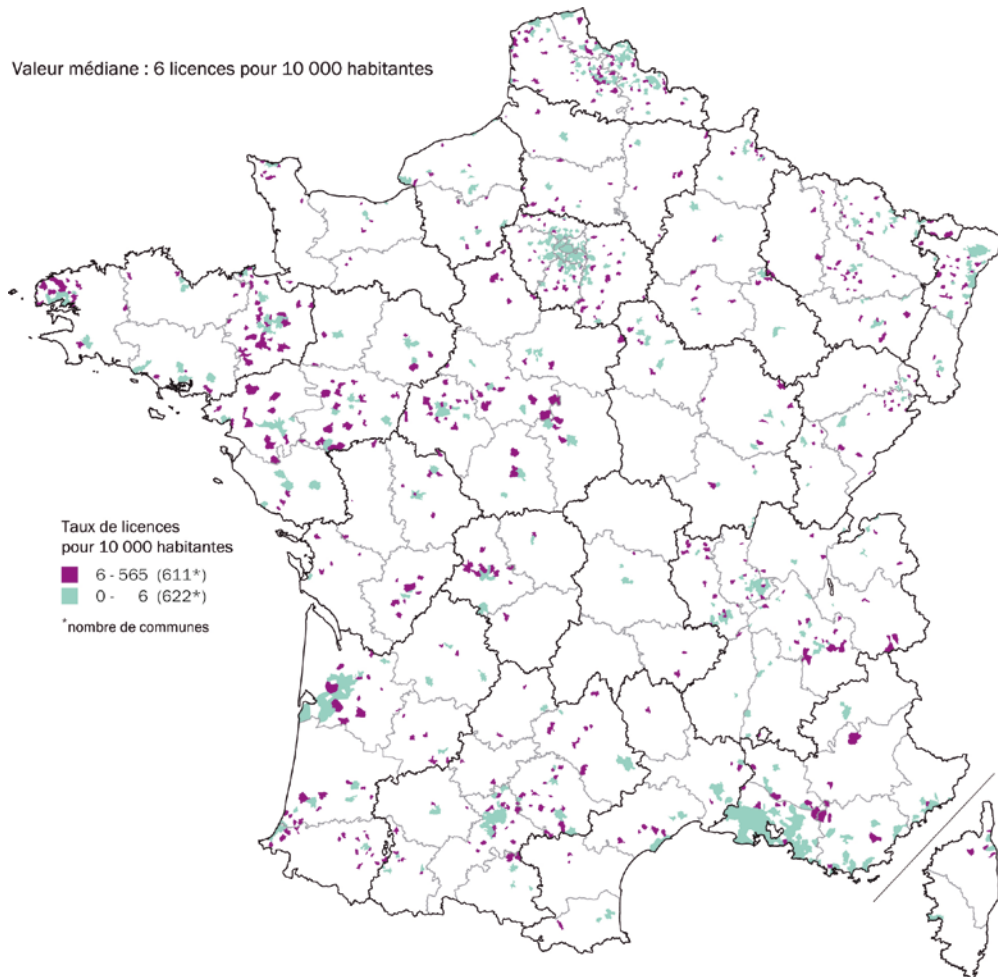 Valeur médiane : 6 licences pour 10 000 habitantes
Taux de licences
pour 10 000 habitantes
6 - 565 (611*)
0 - 6 (622*)
*nombre de communes